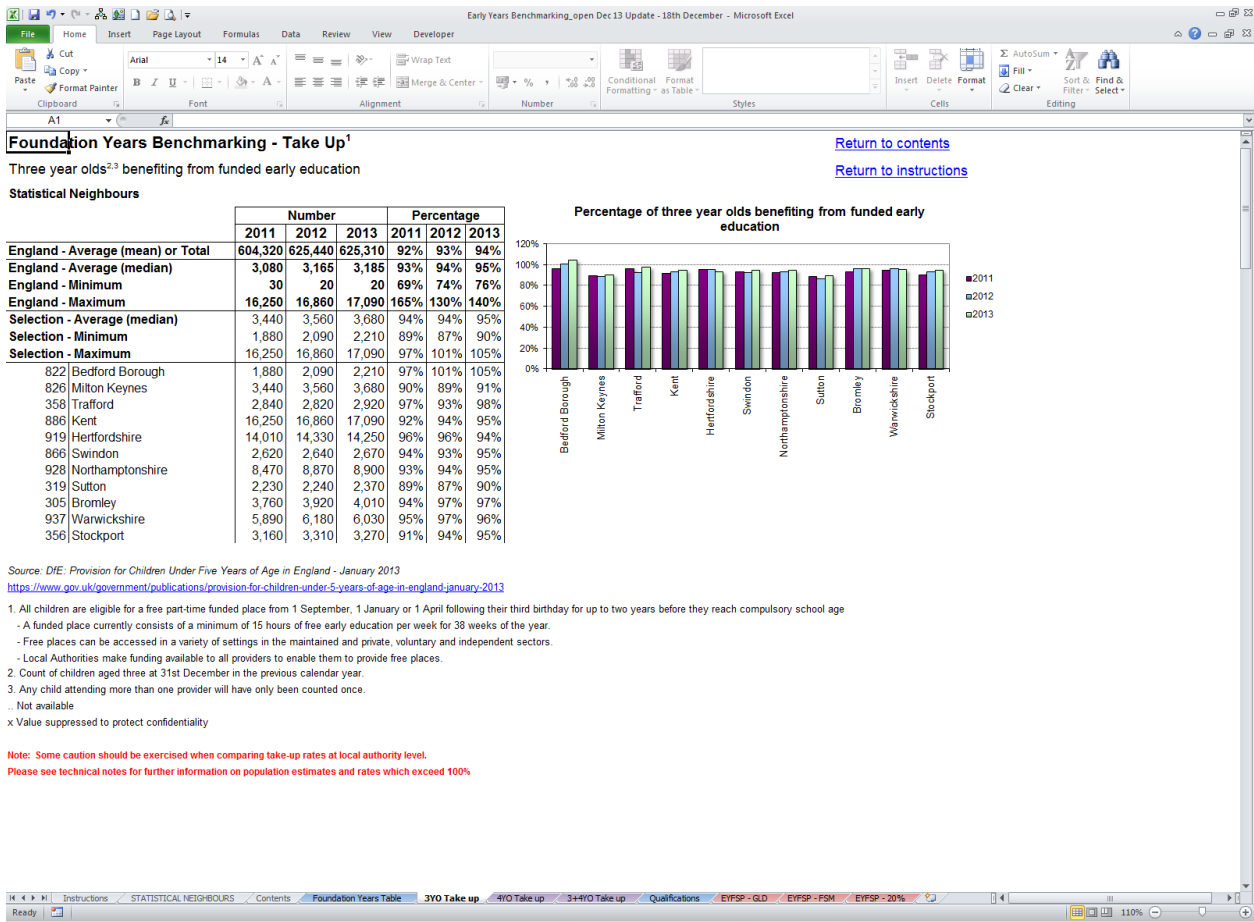 Early Years Benchmarking_open Dec 13 Update - 18th December - Microsoft Excel
File Home Insert Page Layout Formulas Data Review View Developer
Cut
Copy
Format Painter
Paste
Clipboard
Arial 14
B I U
Font
Wrap Text
Merge & Center
Alignment
Number
Conditional Formatting
Format as Table
Styles
Insert Delete Format
Cells
Σ AutoSum
Fill
Clear
Sort & Filter
Find & Select
Editing
A1 fx
Foundation Years Benchmarking - Take Up1
Return to contents
Three year olds2,3 benefiting from funded early education
Return to instructions
Statistical Neighbours
Number Percentage
2011 2012 2013 2011 2012 2013
England - Average (mean) or Total 604,320 625,440 625,310 92% 93% 94%
England - Average (median) 3,080 3,165 3,185 93% 94% 95%
England - Minimum 30 20 20 69% 74% 76%
England - Maximum 16,250 16,860 17,090 165% 130% 140%
Selection - Average (median) 3,440 3,560 3,680 94% 94% 95%
Selection - Minimum 1,880 2,090 2,210 89% 87% 90%
Selection - Maximum 16,250 16,860 17,090 97% 101% 105%
822 Bedford Borough 1,880 2,090 2,210 97% 101% 105%
826 Milton Keynes 3,440 3,560 3,680 90% 89% 91%
358 Trafford 2,840 2,820 2,920 97% 93% 98%
886 Kent 16,250 16,860 17,090 92% 94% 95%
919 Hertfordshire 14,010 14,330 14,250 96% 96% 94%
866 Swindon 2,620 2,640 2,670 94% 93% 95%
928 Northamptonshire 8,470 8,870 8,900 93% 94% 95%
319 Sutton 2,230 2,240 2,370 89% 87% 90%
305 Bromley 3,760 3,920 4,010 94% 97% 97%
937 Warwickshire 5,890 6,180 6,030 95% 97% 96%
356 Stockport 3,160 3,310 3,270 91% 94% 95%
Percentage of three year olds benefiting from funded early
education
120%
100%
80%
60%
40%
20%
0%
2011
2012
2013
Bedford Borough
Milton Keynes
Trafford
Kent
Hertfordshire
Swindon
Northamptonshire
Sutton
Bromley
Warwickshire
Stockport
Source: DfE: Provision for Children Under Five Years of Age in England - January 2013
https://www.gov.uk/government/publications/provision-for-children-under-5-years-of-age-in-england-january-2013
1. All children are eligible for a free part-time funded place from 1 September, 1 January or 1 April following their third birthday for up to two years before they reach compulsory school age
- A funded place currently consists of a minimum of 15 hours of free early education per week for 38 weeks of the year.
- Free places can be accessed in a variety of settings in the maintained and private, voluntary and independent sectors.
- Local Authorities make funding available to all providers to enable them to provide free places.
2. Count of children aged three at 31st December in the previous calendar year.
3. Any child attending more than one provider will have only been counted once.
.. Not available
x Value suppressed to protect confidentiality
Note: Some caution should be exercised when comparing take-up rates at local authority level.
Please see technical notes for further information on population estimates and rates which exceed 100%
Instructions STATISTICAL NEIGHBOURS Contents Foundation Years Table 3YO Take up 4YO Take up 3+4YO Take up Qualifications EYFSP - GLD EYFSP - FSM EYFSP - 20%
Ready 110%